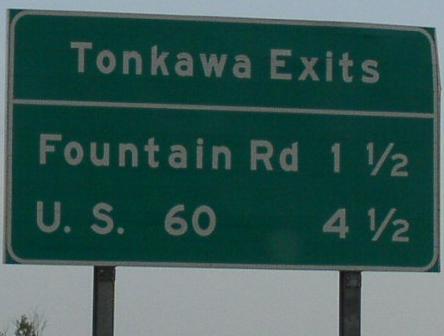 Tonkawa Exits
Fountain Rd 1 ½
U. S. 60 4 ½